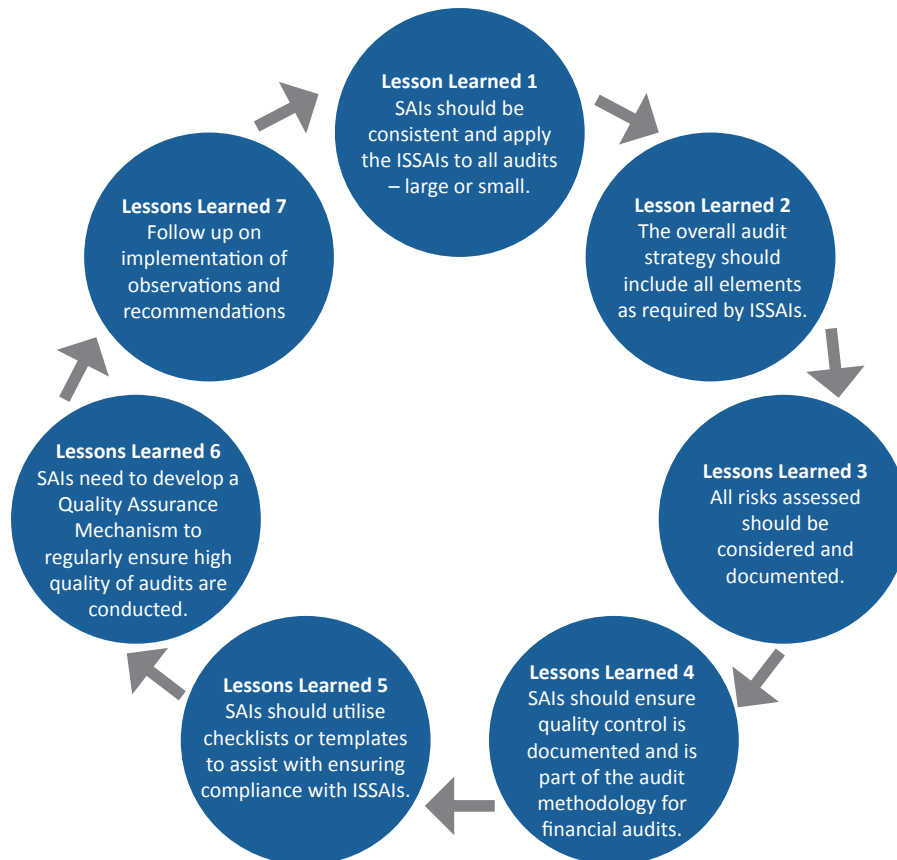 Lesson Learned 1
SAIs should be
consistent and apply
the ISSAIs to all audits
– large or small.
Lesson Learned 2
The overall audit
strategy should
include all elements
as required by ISSAIs.
Lessons Learned 3
All risks assessed
should be
considered and
documented.
Lessons Learned 4
SAIs should ensure
quality control is
documented and is
part of the audit
methodology for
financial audits.
Lessons Learned 5
SAIs should utilise
checklists or templates
to assist with ensuring
compliance with ISSAIs.
Lessons Learned 6
SAIs need to develop a
Quality Assurance
Mechanism to
regularly ensure high
quality of audits are
conducted.
Lessons Learned 7
Follow up on
implementation of
observations and
recommendations